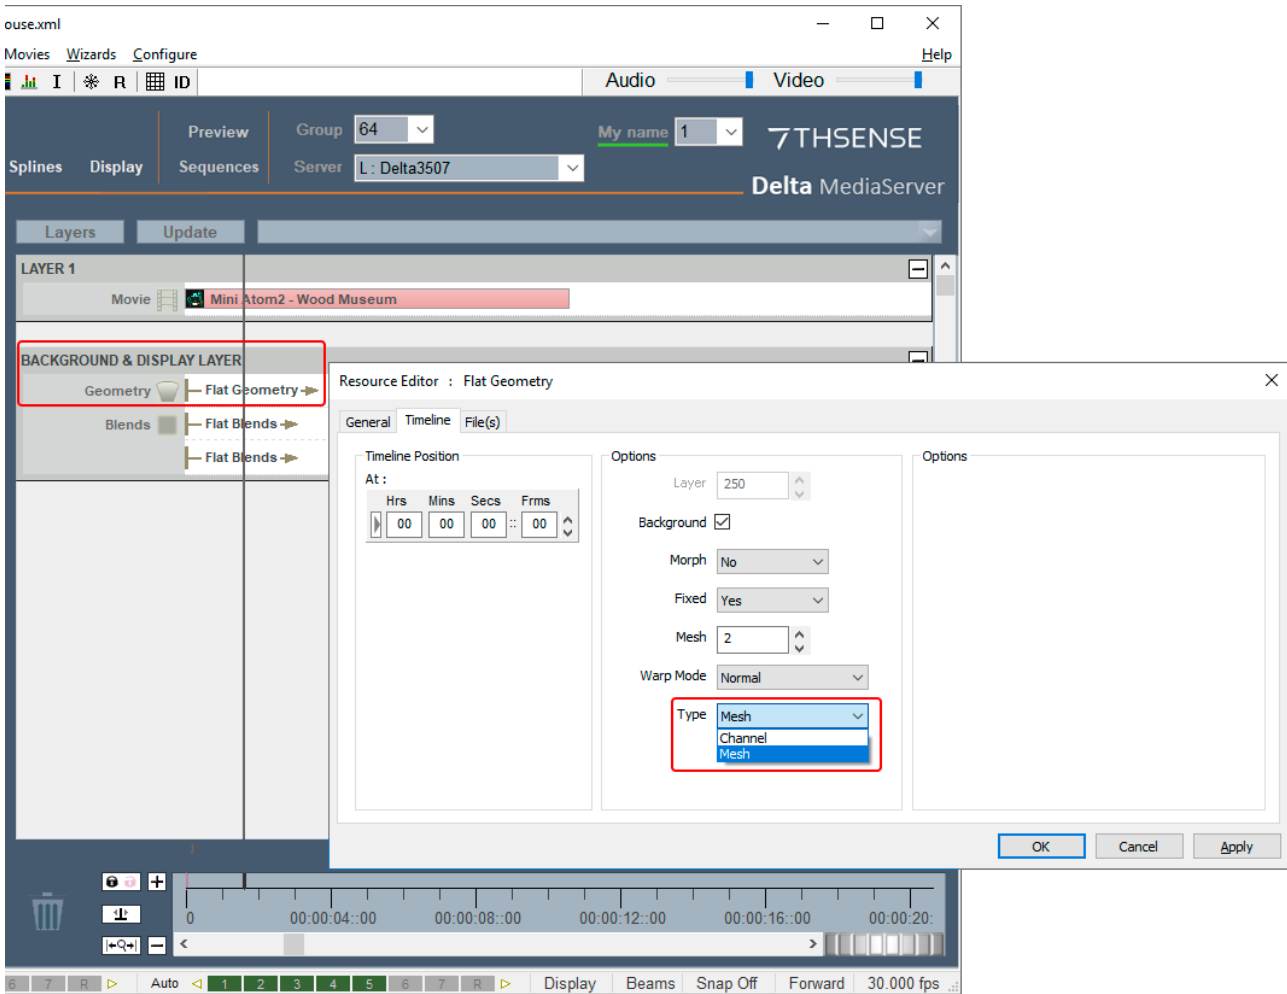 ouse.xml
Movies Wizards Configure Help
I R ID Audio Video
Preview Group 64 My name 1 7THSENSE
Splines Display Sequences Server L : Delta3507
Delta MediaServer
Layers Update
LAYER 1
Movie Mini Atom2 - Wood Museum
BACKGROUND & DISPLAY LAYER
Geometry Flat Geometry
Blends Flat Blends
Flat Blends
Resource Editor : Flat Geometry
General Timeline File(s)
Timeline Position
At :
Hrs Mins Secs Frms
00 00 00 :: 00
Options
Layer 250
Background
Morph No
Fixed Yes
Mesh 2
Warp Mode Normal
Type Mesh
Channel
Mesh
Options
OK Cancel Apply
0 00:00:04::00 00:00:08::00 00:00:12::00 00:00:16::00 00:00:20:
6 7 R Auto 1 2 3 4 5 6 7 R Display Beams Snap Off Forward 30.000 fps